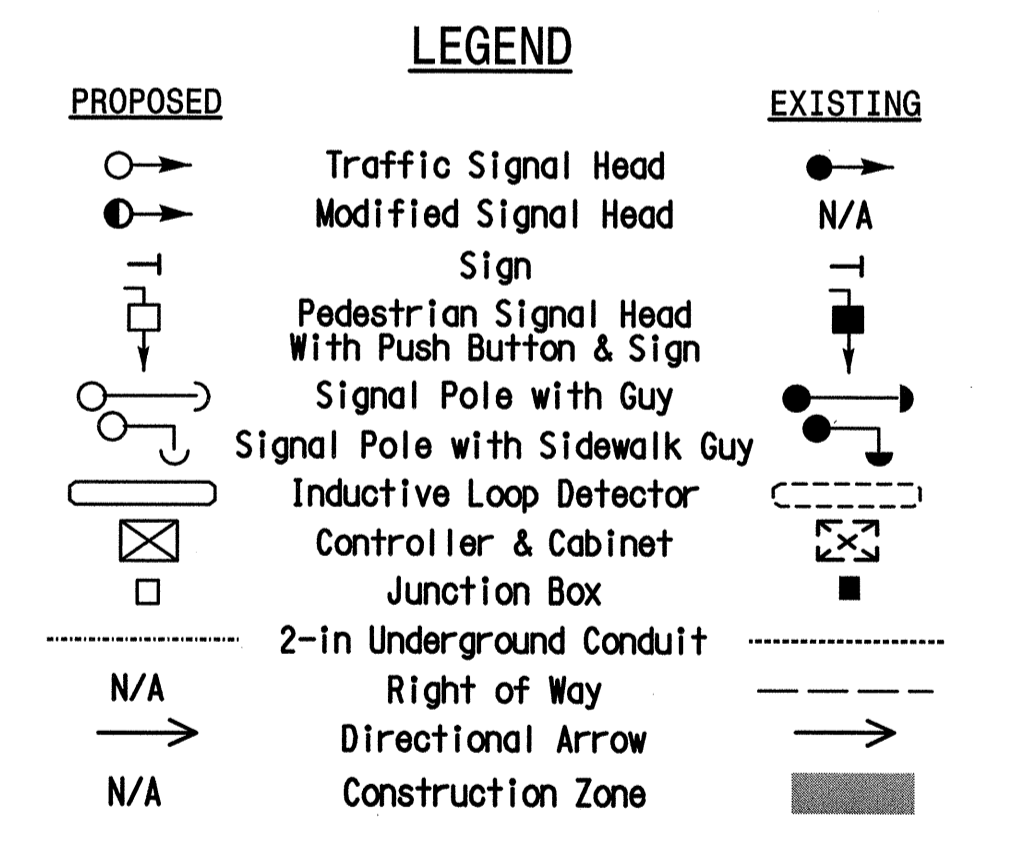 LEGEND
PROPOSED EXISTING
Traffic Signal Head
Modified Signal Head N/A
Sign
Pedestrian Signal Head
With Push Button & Sign
Signal Pole with Guy
Signal Pole with Sidewalk Guy
Inductive Loop Detector
Controller & Cabinet
Junction Box
2-in Underground Conduit
N/A Right of Way
Directional Arrow
N/A Construction Zone